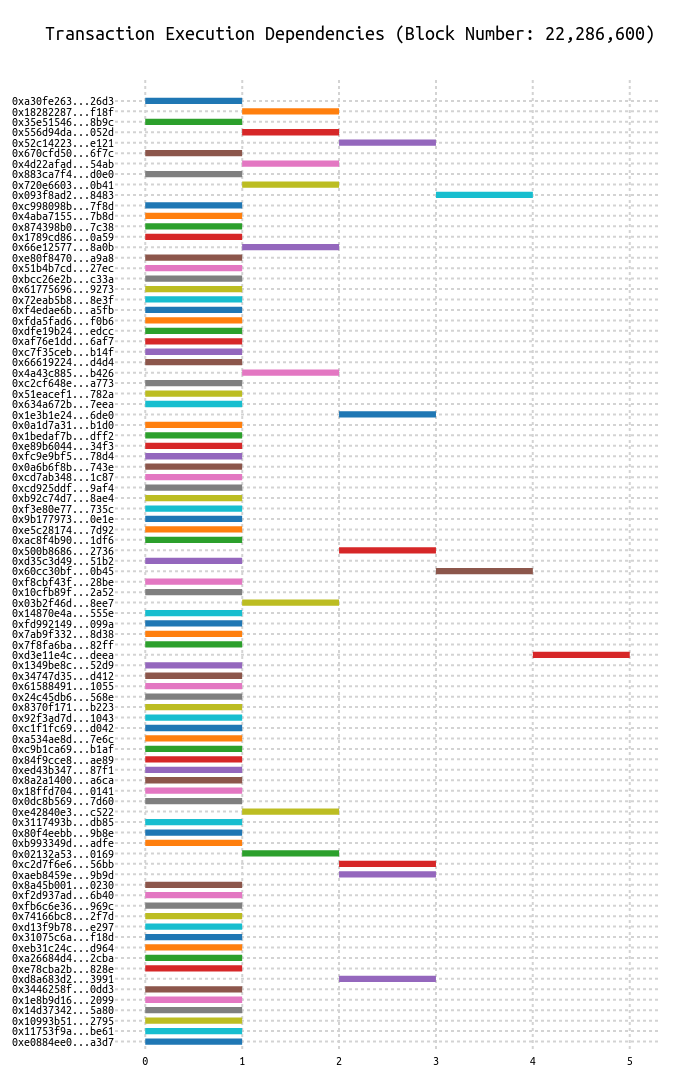 Transaction Execution Dependencies (Block Number: 22,286,600)
0xa30fe263...26d3
0x18282287...f18f
0x35e51546...8b9c
0x556d94da...052d
0x52c14223...e121
0x670cfd50...6f7c
0x4d22afad...54ab
0x883ca7f4...d0e0
0x720e6603...0b41
0x093f8ad2...8483
0xc998098b...7f8d
0x4aba7155...7b8d
0x874398b0...7c38
0x1789cd86...0a59
0x66e12577...8a0b
0xe80f8470...a9a8
0x51b4b7cd...27ec
0xbcc26e2b...c33a
0x61775696...9273
0x72eab5b8...8e3f
0xf4edae6b...a5fb
0xfda5fad6...f0b6
0xdfe19b24...edcc
0xaf76e1dd...6af7
0xc7f35ceb...b14f
0x66619224...d4d4
0x4a43c885...b426
0xc2cf648e...a773
0x51eacef1...782a
0x634a672b...7eea
0x1e3b1e24...6de0
0x0a1d7a31...b1d0
0x1bedaf7b...dff2
0xe89b6044...34f3
0xfc9e9bf5...78d4
0x0a6b6f8b...743e
0xcd7ab348...1c87
0xcd925ddf...9af4
0xb92c74d7...8ae4
0xf3e80e77...735c
0x9b177973...0e1e
0xe5c28174...7d92
0xac8f4b90...1df6
0x500b8686...2736
0xd35c3d49...51b2
0x60cc30bf...0b45
0xf8cbf43f...28be
0x10cfb89f...2a52
0x03b2f46d...8ee7
0x14870e4a...555e
0xfd992149...099a
0x7ab9f332...8d38
0x7f8fa6ba...82ff
0xd3e11e4c...deea
0x1349be8c...52d9
0x34747d35...d412
0x61588491...1055
0x24c45db6...568e
0x8370f171...b223
0x92f3ad7d...1043
0xc1f1fc69...d042
0xa534ae8d...7e6c
0xc9b1ca69...b1af
0x84f9cce8...ae89
0xed43b347...87f1
0x8a2a1400...a6ca
0x18ffd704...0141
0x0dc8b569...7d60
0xe42840e3...c522
0x3117493b...db85
0x80f4eebb...9b8e
0xb993349d...adfe
0x02132a53...0169
0xc2d7f6e6...56bb
0xaeb8459e...9b9d
0x8a45b001...0230
0xf2d937ad...6b40
0xfb6c6e36...969c
0x74166bc8...2f7d
0xd13f9b78...e297
0x31075c6a...f18d
0xeb31c24c...d964
0xa26684d4...2cba
0xe78cba2b...828e
0xd8a683d2...3991
0x3446258f...0dd3
0x1e8b9d16...2099
0x14d37342...5a80
0x10993b51...2795
0x11753f9a...be61
0xe0884ee0...a3d7
0 1 2 3 4 5